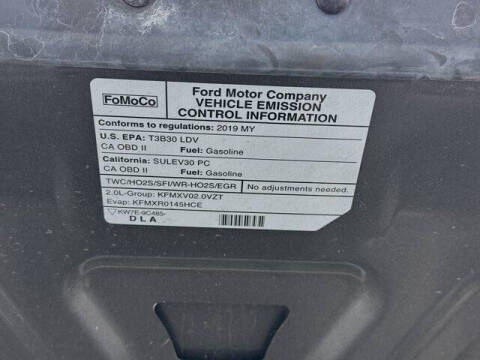 FoMoCo
Ford Motor Company
VEHICLE EMISSION
CONTROL INFORMATION
Conforms to regulations: 2019 MY
U.S. EPA: T3B30 LDV
CA OBD II Fuel: Gasoline
California: SULEV30 PC
CA OBD II Fuel: Gasoline
TWC/HO2S/SFI/WR-HO2S/EGR No adjustments needed.
2.0L-Group: KFMXV02.0VZT
Evap: KFMXR0145HCE
KW7E-9C485-
DLA